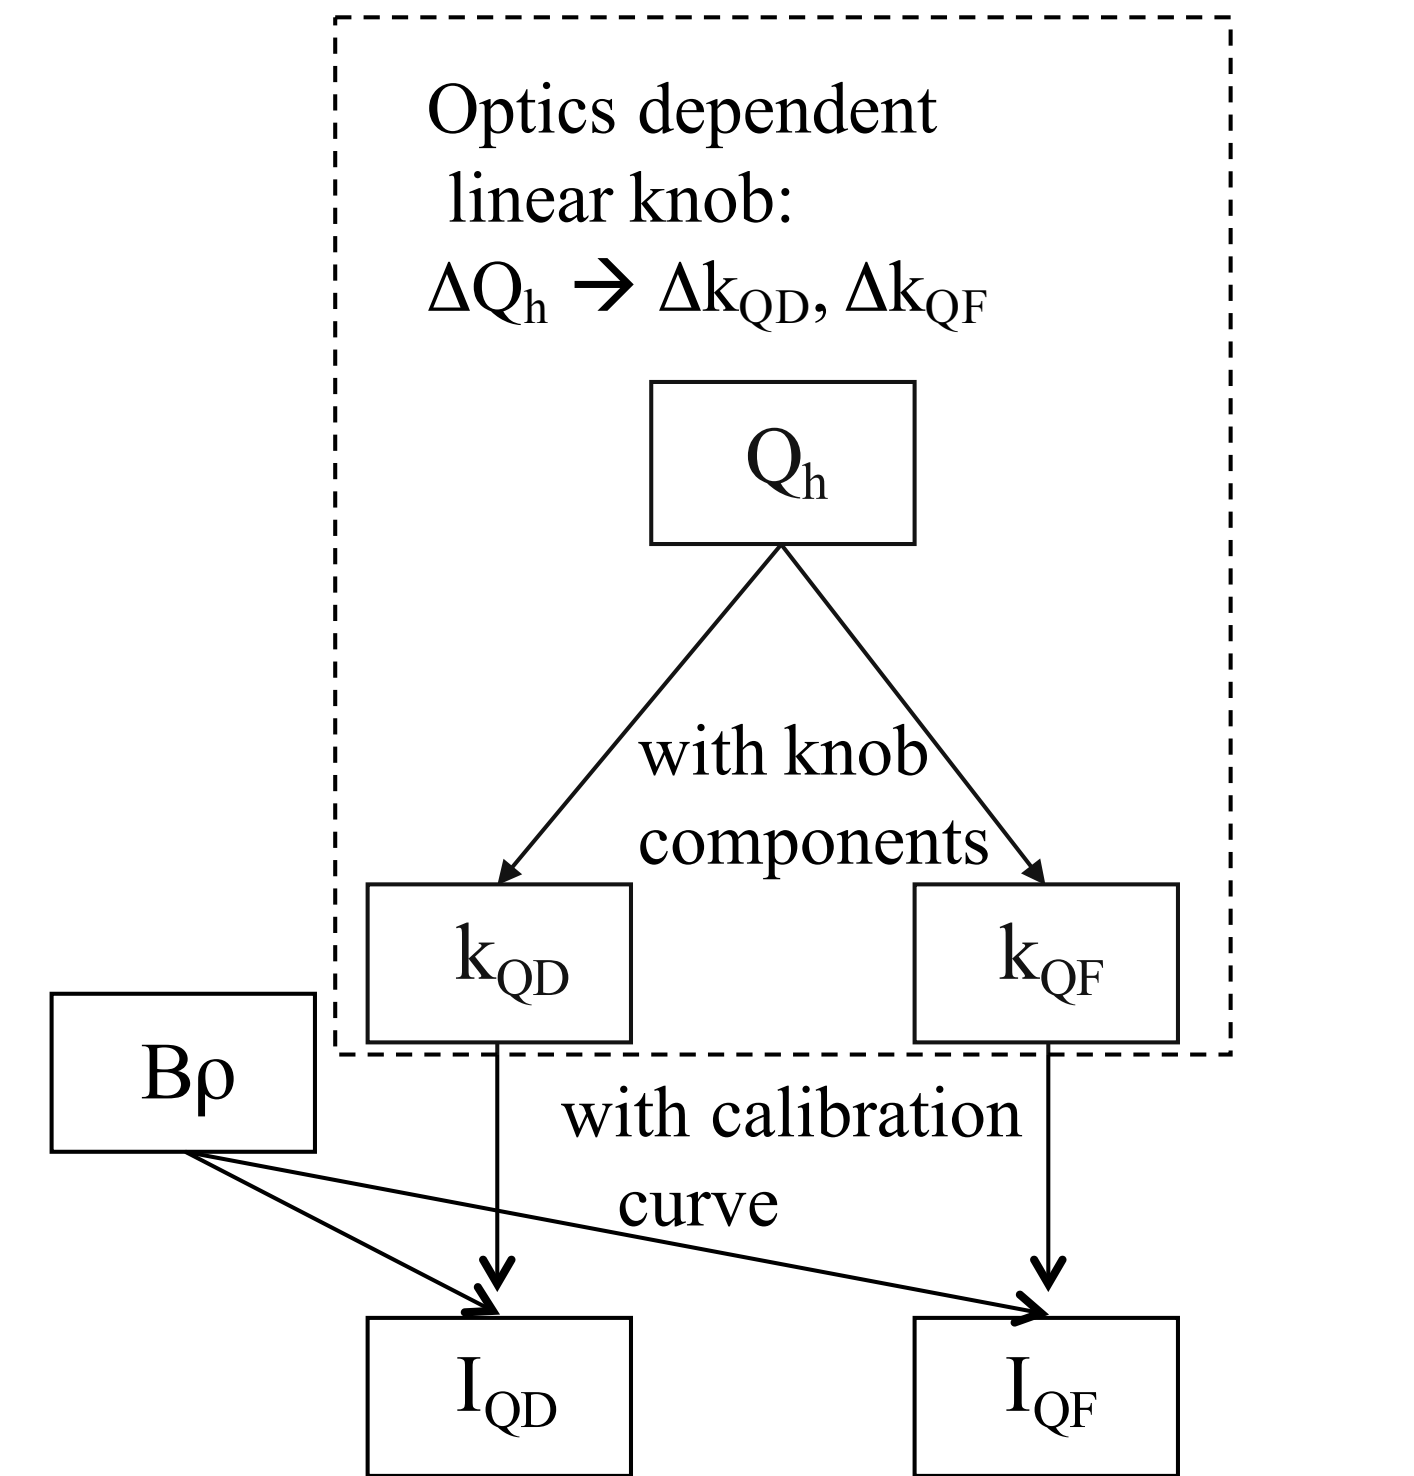 Optics dependent
linear knob:
ΔQh → ΔkQD, ΔkQF
Qh
with knob
components
kQD
kQF
Bρ
with calibration
curve
IQD
IQF